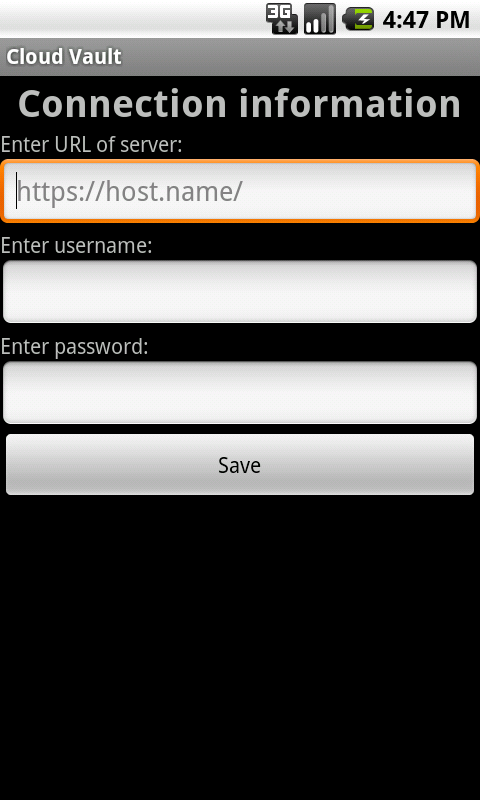 3G 4:47 PM
Cloud Vault
Connection information
Enter URL of server:
https://host.name/
Enter username:
Enter password:
Save